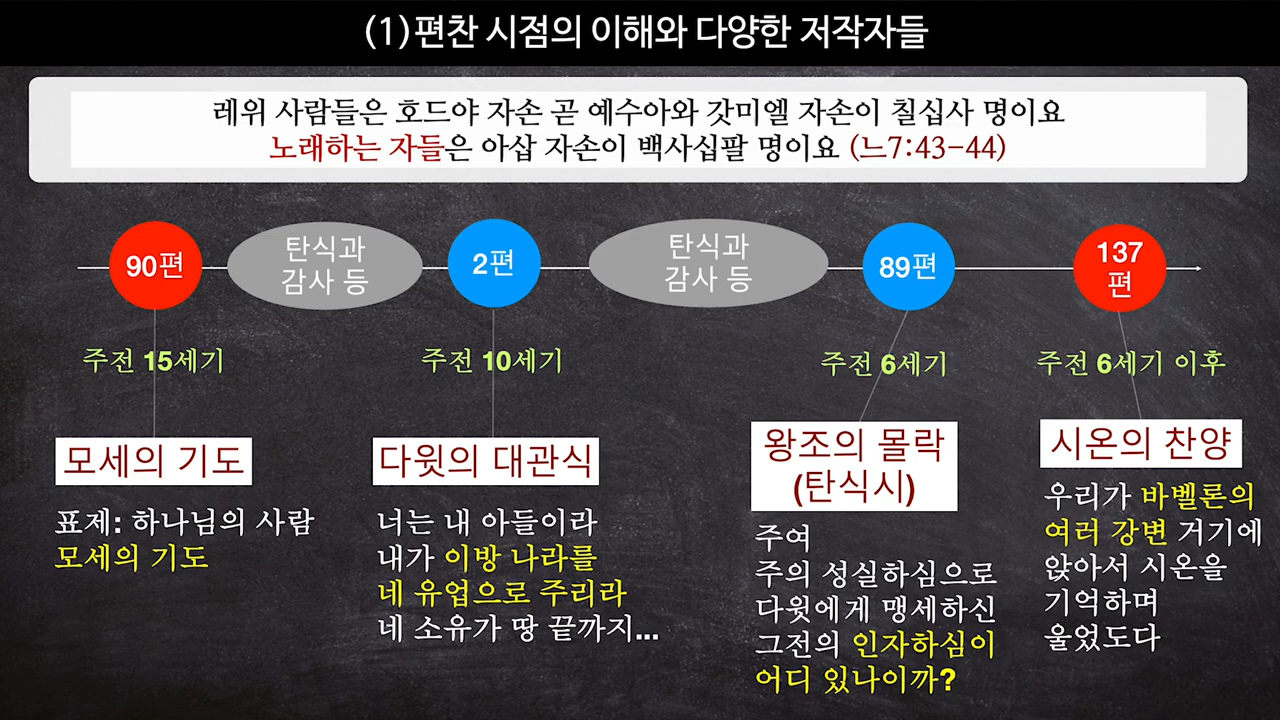 (1)편찬 시점의 이해와 다양한 저작자들
레위 사람들은 호드야 자손 곧 예수아와 갓미엘 자손이 칠십사 명이요
노래하는 자들은 아삽 자손이 백사십팔 명이요 (느7:43-44)
90편
탄식과
감사 등
2편
탄식과
감사 등
89편
137
편
주전 15세기
주전 10세기
주전 6세기
주전 6세기 이후
모세의 기도
표제: 하나님의 사람
모세의 기도
다윗의 대관식
너는 내 아들이라
내가 이방 나라를
네 유업으로 주리라
네 소유가 땅 끝까지...
왕조의 몰락
(탄식시)
주여
주의 성실하심으로
다윗에게 맹세하신
그전의 인자하심이
어디 있나이까?
시온의 찬양
우리가 바벨론의
여러 강변 거기에
앉아서 시온을
기억하며
울었도다